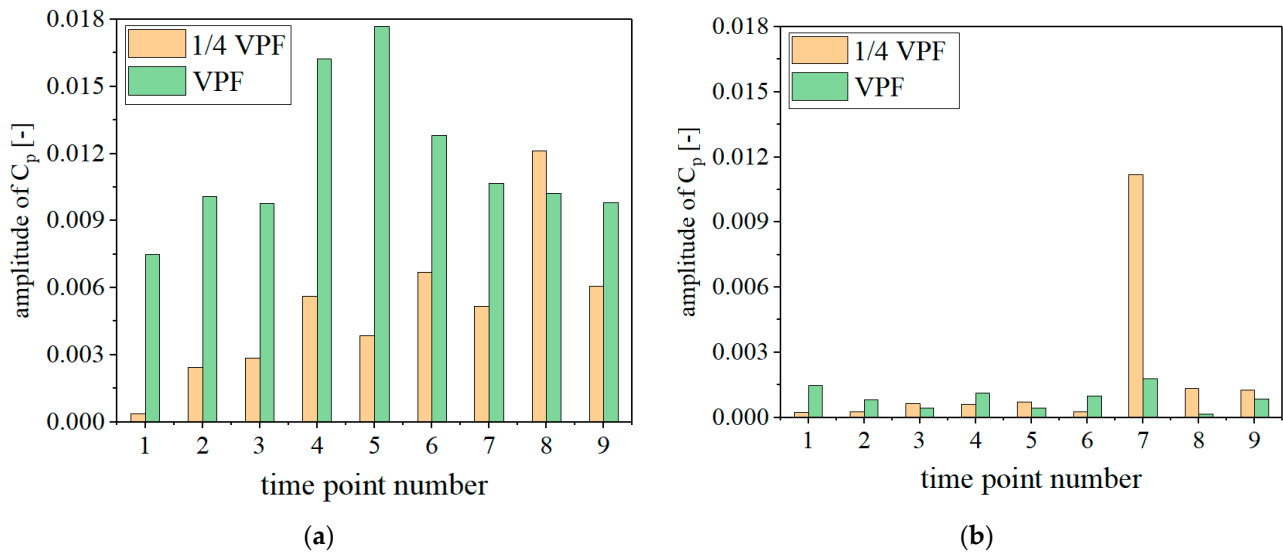 0.018
0.015
0.012
0.009
0.006
0.003
0.000
amplitude of Cₚ [-]
1/4 VPF
VPF
1 2 3 4 5 6 7 8 9
time point number
(a)
0.018
0.015
0.012
0.009
0.006
0.003
0.000
amplitude of Cₚ [-]
1/4 VPF
VPF
1 2 3 4 5 6 7 8 9
time point number
(b)